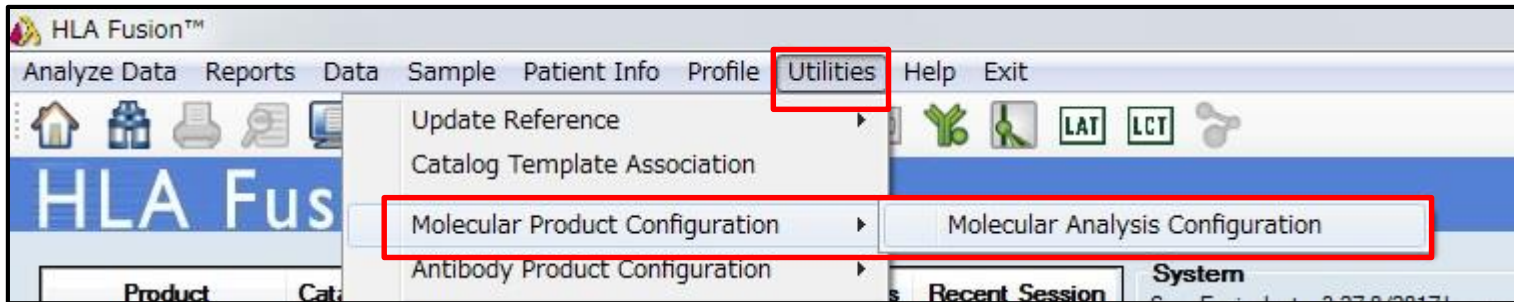 HLA Fusion™
Analyze Data Reports Data Sample Patient Info Profile Utilities Help Exit
Update Reference
LAT LCT
Catalog Template Association
HLA Fus
Molecular Product Configuration
Molecular Analysis Configuration
Antibody Product Configuration
System
Product Cata
Recent Session